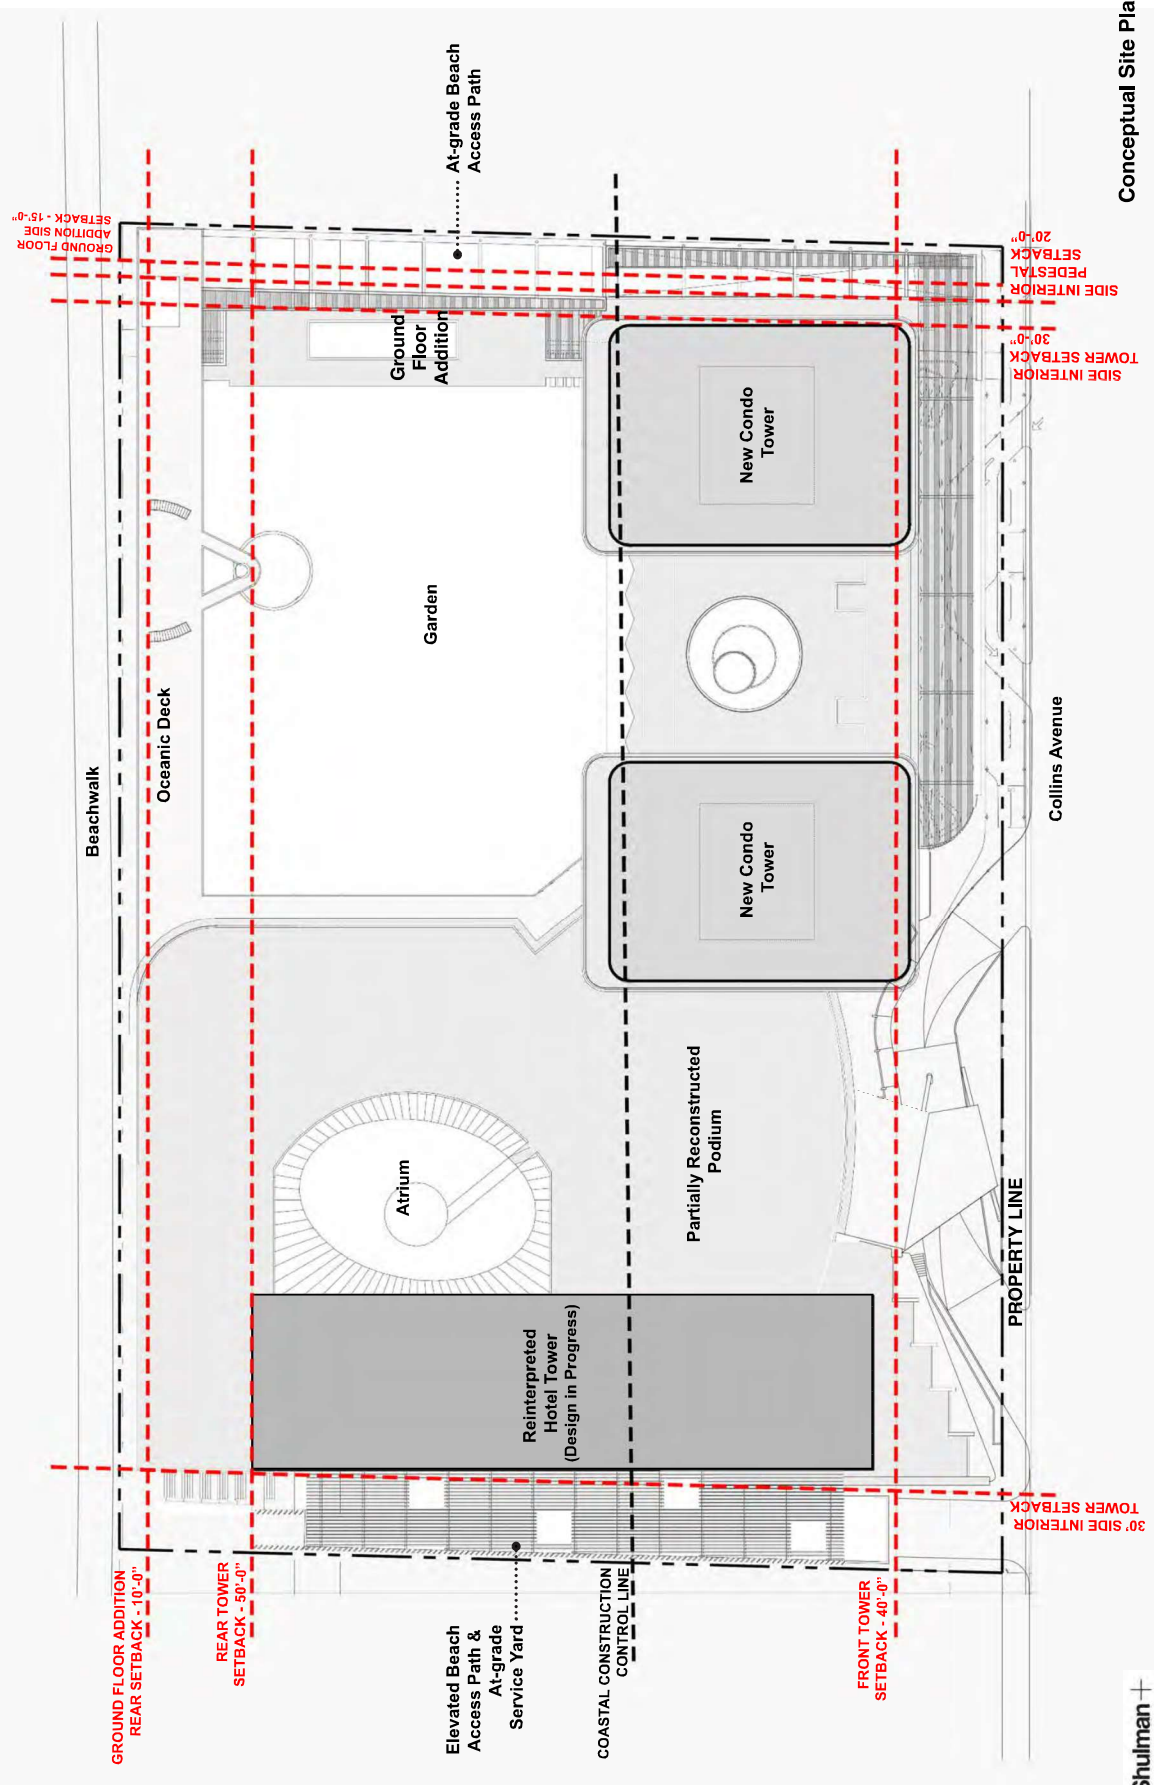 Conceptual Site Pla
Beachwalk
Oceanic Deck
At-grade Beach
Access Path
GROUND FLOOR
ADDITION SIDE
SETBACK - 15'-0"
SIDE INTERIOR
PEDESTAL
SETBACK
20'-0"
SIDE INTERIOR
TOWER SETBACK
30'-0"
Ground
Floor
Addition
Garden
New Condo
Tower
New Condo
Tower
Collins Avenue
Atrium
Partially Reconstructed
Podium
PROPERTY LINE
Reinterpreted
Hotel Tower
(Design in Progress)
30' SIDE INTERIOR
TOWER SETBACK
GROUND FLOOR ADDITION
REAR SETBACK - 10'-0"
REAR TOWER
SETBACK - 50'-0"
Elevated Beach
Access Path &
At-grade
Service Yard
COASTAL CONSTRUCTION
CONTROL LINE
FRONT TOWER
SETBACK - 40'-0"
Shulman +